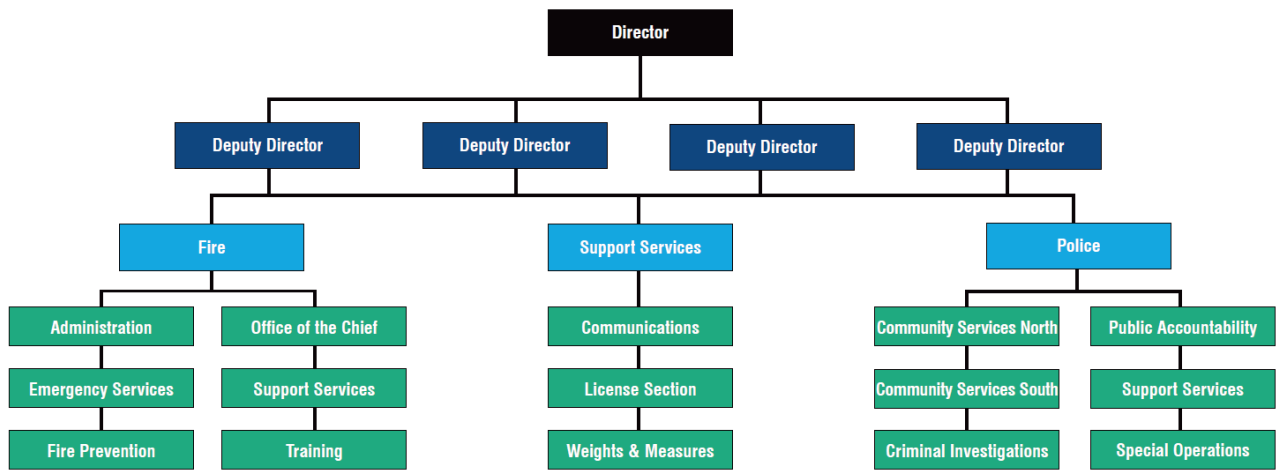 Director
Deputy Director
Deputy Director
Deputy Director
Deputy Director
Fire
Support Services
Police
Administration
Office of the Chief
Communications
Community Services North
Public Accountability
Emergency Services
Support Services
License Section
Community Services South
Support Services
Fire Prevention
Training
Weights & Measures
Criminal Investigations
Special Operations